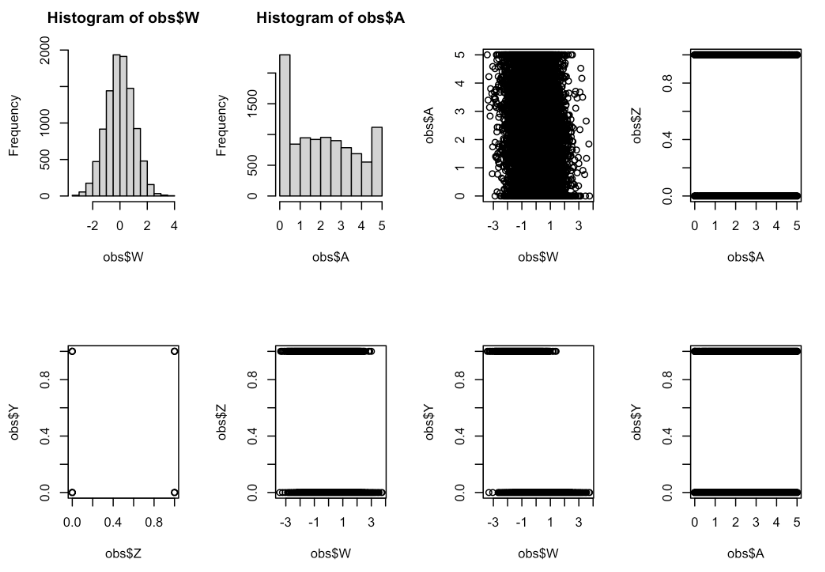 Histogram of obs$W
Histogram of obs$A
Frequency
0 500 1000 2000
-2 0 2 4
obs$W
Frequency
0 500 1500
0 1 2 3 4 5
obs$A
obs$A
0 1 2 3 4 5
-3 -1 1 3
obs$W
obs$Z
0.0 0.4 0.8
0 1 2 3 4 5
obs$A
obs$Y
0.0 0.4 0.8
0.0 0.4 0.8
obs$Z
obs$Z
0.0 0.4 0.8
-3 -1 1 3
obs$W
obs$Y
0.0 0.4 0.8
-3 -1 1 3
obs$W
obs$Y
0.0 0.4 0.8
0 1 2 3 4 5
obs$A